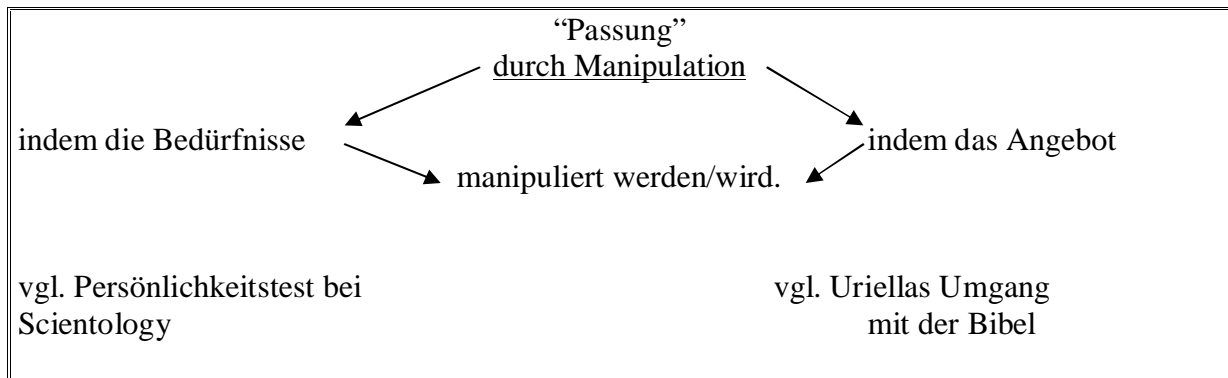 “Passung”
durch Manipulation
indem die Bedürfnisse indem das Angebot
manipuliert werden/wird.
vgl. Persönlichkeitstest bei vgl. Uriellas Umgang
Scientology mit der Bibel